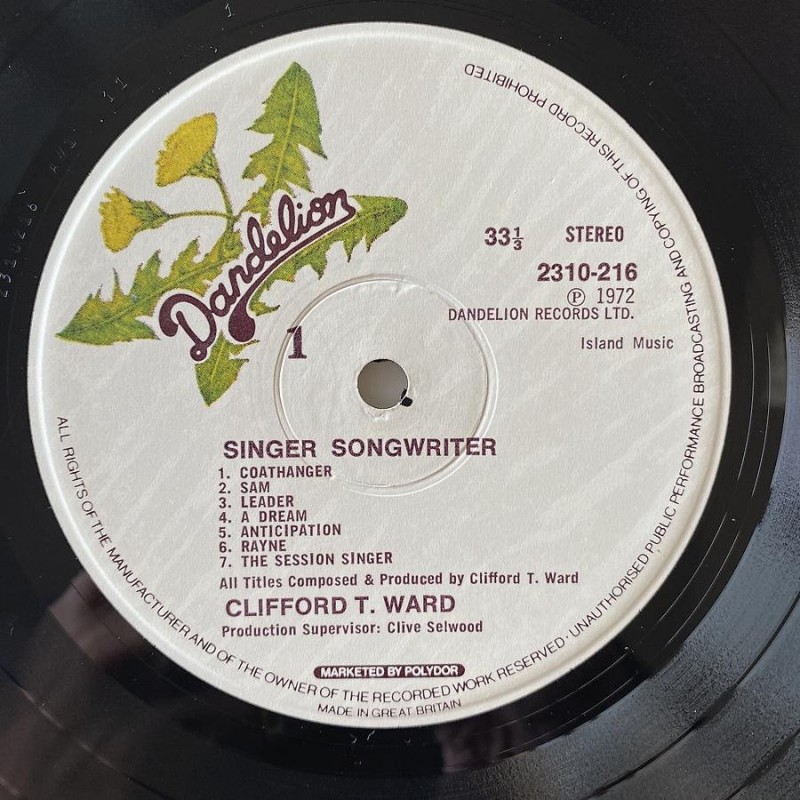 Dandelion
33⅓ STEREO
2310-216
Ⓟ 1972
DANDELION RECORDS LTD.
Island Music
1
SINGER SONGWRITER
1. COATHANGER
2. SAM
3. LEADER
4. A DREAM
5. ANTICIPATION
6. RAYNE
7. THE SESSION SINGER
All Titles Composed & Produced by Clifford T. Ward
CLIFFORD T. WARD
Production Supervisor: Clive Selwood
MARKETED BY POLYDOR
ALL RIGHTS OF THE MANUFACTURER AND OF THE OWNER OF THE RECORDED WORK RESERVED · UNAUTHORISED PUBLIC PERFORMANCE BROADCASTING AND COPYING OF THIS RECORD PROHIBITED
MADE IN GREAT BRITAIN